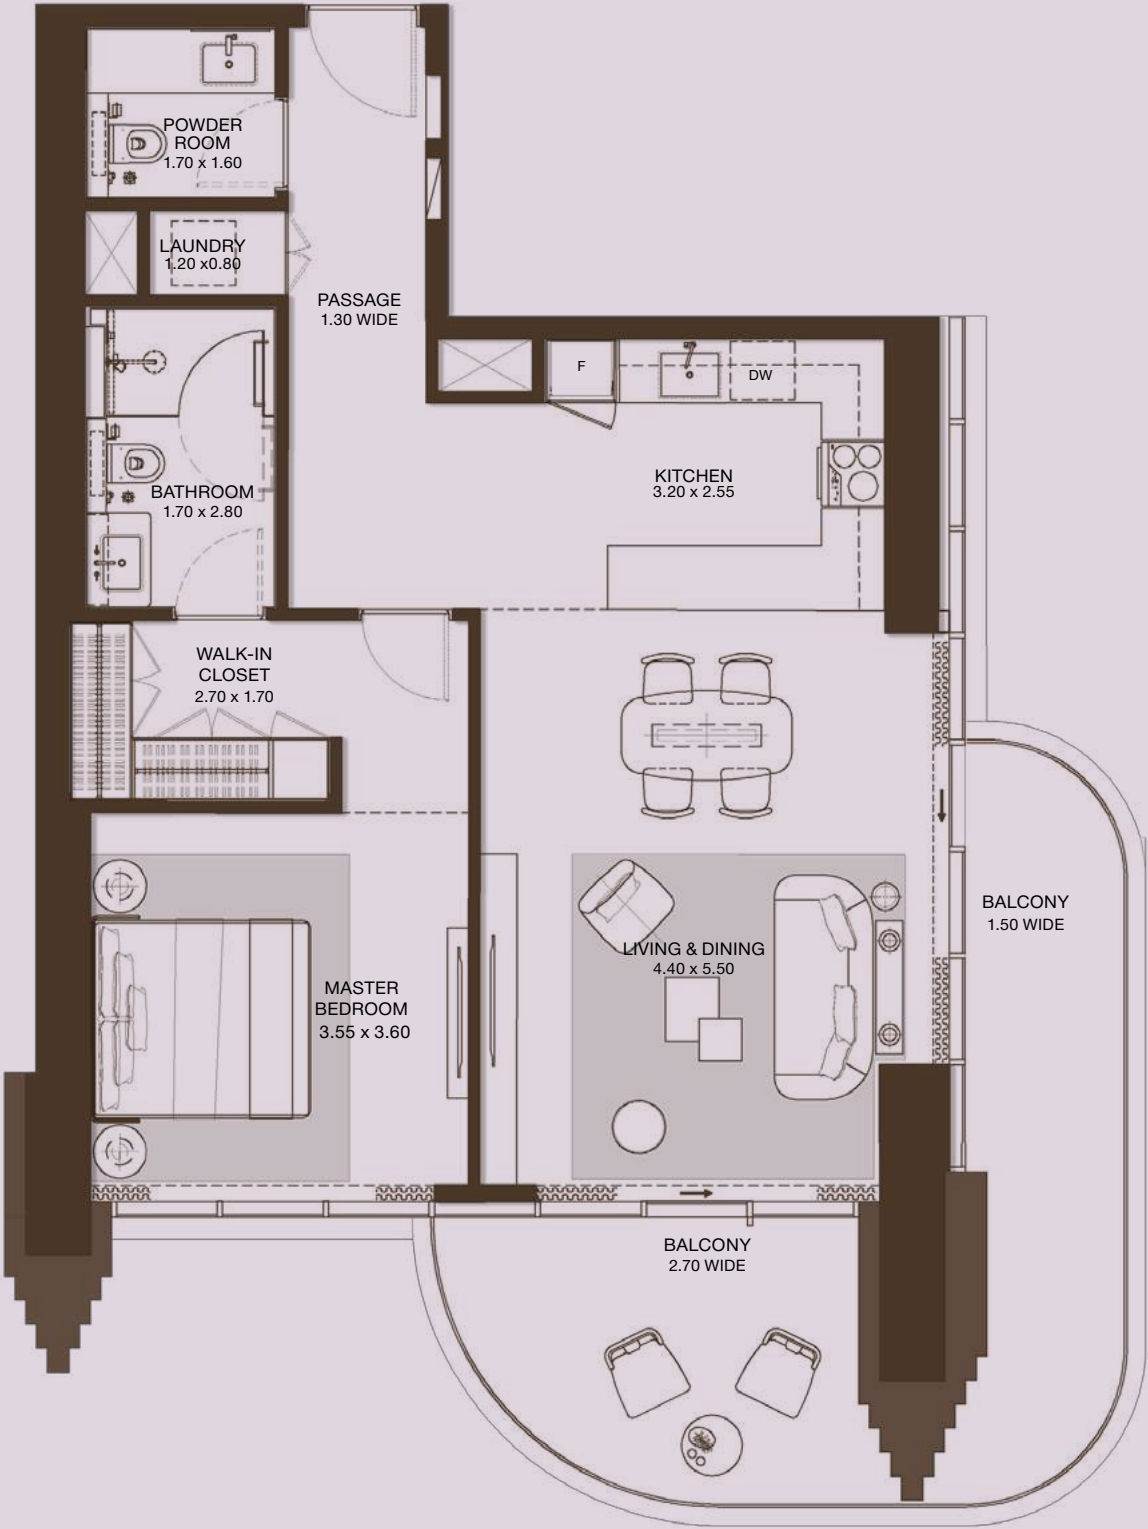 POWDER
ROOM
1.70 x 1.60
LAUNDRY
1.20 x0.80
PASSAGE
1.30 WIDE
F
DW
KITCHEN
3.20 x 2.55
BATHROOM
1.70 x 2.80
WALK-IN
CLOSET
2.70 x 1.70
BALCONY
1.50 WIDE
LIVING & DINING
4.40 x 5.50
MASTER
BEDROOM
3.55 x 3.60
BALCONY
2.70 WIDE